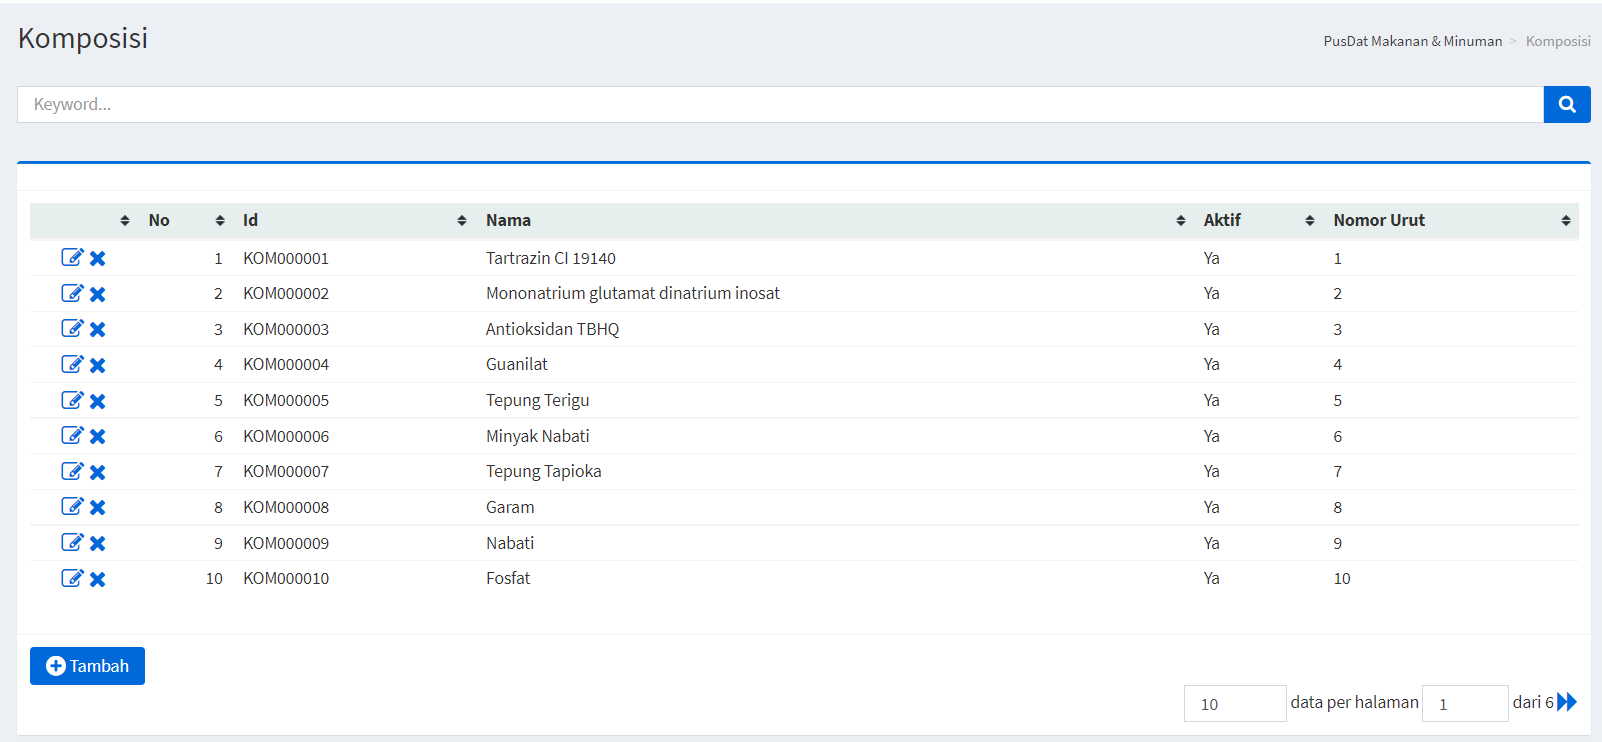 Komposisi
PusDat Makanan & Minuman > Komposisi
Keyword...
No Id Nama Aktif Nomor Urut
1 KOM000001 Tartrazin CI 19140 Ya 1
2 KOM000002 Mononatrium glutamat dinatrium inosat Ya 2
3 KOM000003 Antioksidan TBHQ Ya 3
4 KOM000004 Guanilat Ya 4
5 KOM000005 Tepung Terigu Ya 5
6 KOM000006 Minyak Nabati Ya 6
7 KOM000007 Tepung Tapioka Ya 7
8 KOM000008 Garam Ya 8
9 KOM000009 Nabati Ya 9
10 KOM000010 Fosfat Ya 10
Tambah
10 data per halaman 1 dari 6